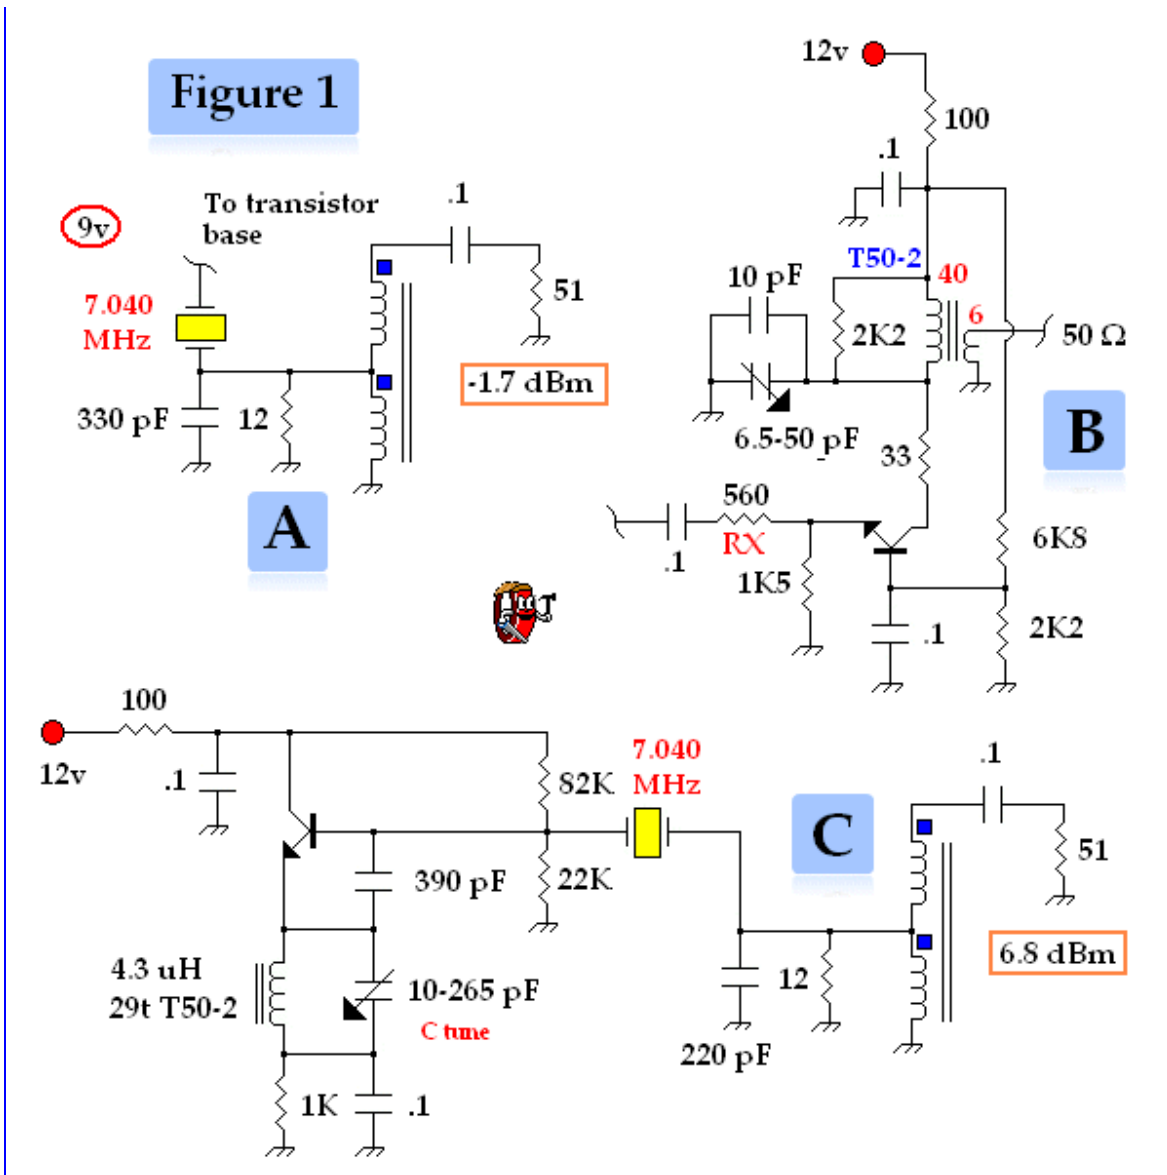 Figure 1
9v
To transistor
base
.1
7.040
MHz
51
-1.7 dBm
330 pF
12
A
12v
100
.1
T50-2
40
10 pF
2K2
6
50 Ω
6.5-50 pF
33
B
560
RX
.1
1K5
6K8
.1
2K2
100
12v
.1
82K
7.040
MHz
.1
C
51
390 pF
22K
6.8 dBm
4.3 uH
29t T50-2
10-265 pF
C tune
12
220 pF
1K
.1